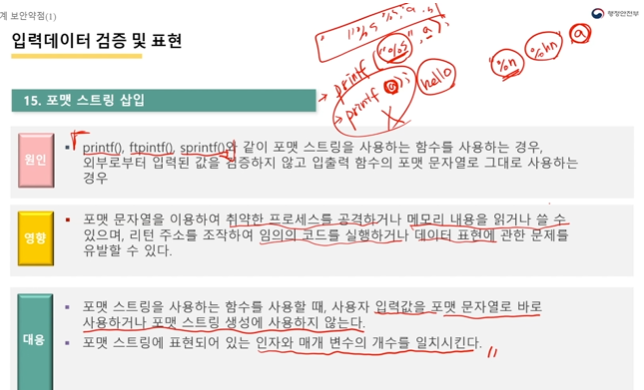 계 보안약점(1)
행정안전부
입력데이터 검증 및 표현
printf("%s", a);
printf(a);
hello
"%n"
%hn
a
15. 포맷 스트링 삽입
원인
printf(), ftpintf(), sprintf()와 같이 포맷 스트링을 사용하는 함수를 사용하는 경우,
외부로부터 입력된 값을 검증하지 않고 입출력 함수의 포맷 문자열로 그대로 사용하는
경우
영향
포맷 문자열을 이용하여 취약한 프로세스를 공격하거나 메모리 내용을 읽거나 쓸 수
있으며, 리턴 주소를 조작하여 임의의 코드를 실행하거나 데이터 표현에 관한 문제를
유발할 수 있다.
대응
포맷 스트링을 사용하는 함수를 사용할 때, 사용자 입력값을 포맷 문자열로 바로
사용하거나 포맷 스트링 생성에 사용하지 않는다.
포맷 스트링에 표현되어 있는 인자와 매개 변수의 개수를 일치시킨다.